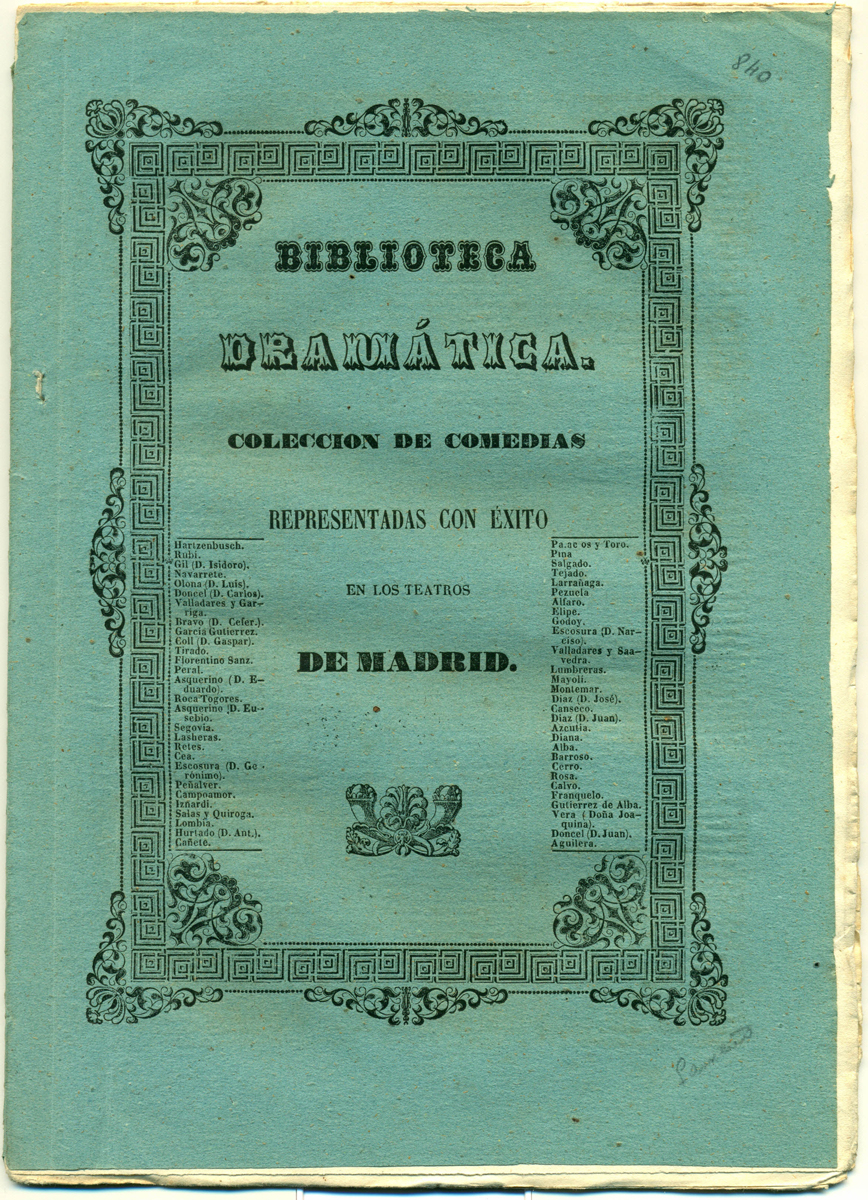 840
BIBLIOTECA
DRAMÁTICA.
COLECCION DE COMEDIAS
REPRESENTADAS CON ÉXITO
EN LOS TEATROS
DE MADRID.
Hartzenbusch.
Rubí.
Gil (D. Isidoro).
Navarrete.
Olona (D. Luis).
Doncel (D. Carlos).
Valladares y Gar-
riga.
Bravo (D. Cefer.).
García Gutierrez.
Coll (D. Gaspar).
Tirado.
Florentino Sanz.
Peral.
Asquerino (D. E-
duardo).
Roca Togores.
Asquerino (D. Eu-
sebio.
Segovia.
Lasheras.
Retes.
Cea.
Escosura (D. Ge-
rónimo).
Peñalver.
Campoamor.
Iznardi.
Salas y Quiroga.
Lombia.
Hurtado (D. Ant.).
Cañete.
y Toro.
Pina
Salgado.
Tejado.
Larrañaga.
Pezuela
Alfaro.
Elipe.
Godoy.
Escosura (D. Nar-
ciso).
Valladares y Saa-
vedra.
Lumbreras.
Mayoli.
Montemar.
Diaz (D. José).
Canseco.
Diaz (D. Juan).
Azcutia.
Diana.
Alba.
Barroso.
Cerro.
Rosa.
Calvo.
Franquelo.
Gutierrez de Alba.
Vera (Doña Joa-
quina).
Doncel (D. Juan).
Aguilera.